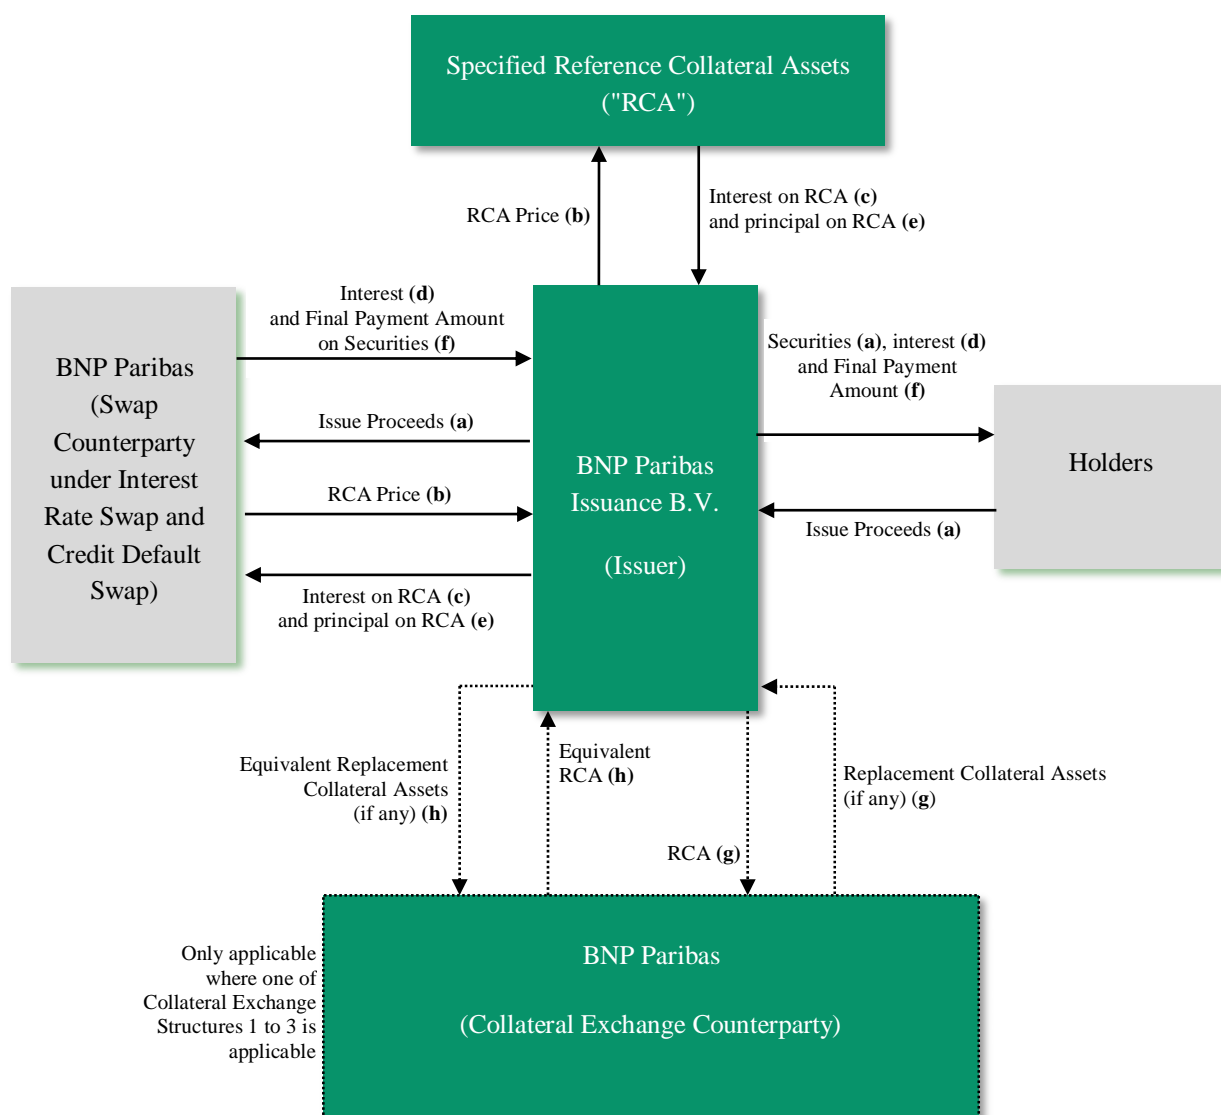 Specified Reference Collateral Assets
("RCA")
RCA Price (b)
Interest on RCA (c)
and principal on RCA (e)
Interest (d)
and Final Payment Amount
on Securities (f)
Securities (a), interest (d)
and Final Payment
Amount (f)
BNP Paribas
(Swap
Counterparty
under Interest
Rate Swap and
Credit Default
Swap)
Issue Proceeds (a)
RCA Price (b)
Interest on RCA (c)
and principal on RCA (e)
BNP Paribas
Issuance B.V.
(Issuer)
Holders
Issue Proceeds (a)
Equivalent Replacement
Collateral Assets
(if any) (h)
Equivalent
RCA (h)
RCA (g)
Replacement Collateral Assets
(if any) (g)
Only applicable
where one of
Collateral Exchange
Structures 1 to 3 is
applicable
BNP Paribas
(Collateral Exchange Counterparty)